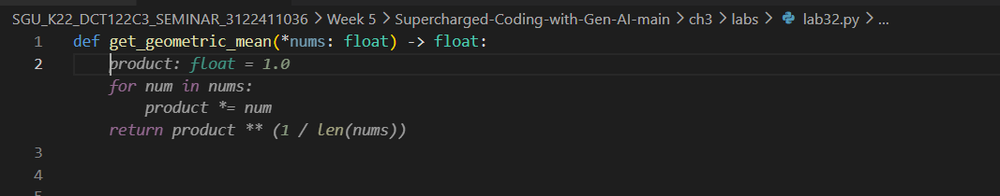 SGU_K22_DCT122C3_SEMINAR_3122411036 > Week 5 > Supercharged-Coding-with-Gen-AI-main > ch3 > labs > lab32.py > ...
1 def get_geometric_mean(*nums: float) -> float:
2 product: float = 1.0
for num in nums:
product *= num
return product ** (1 / len(nums))
3
4
5